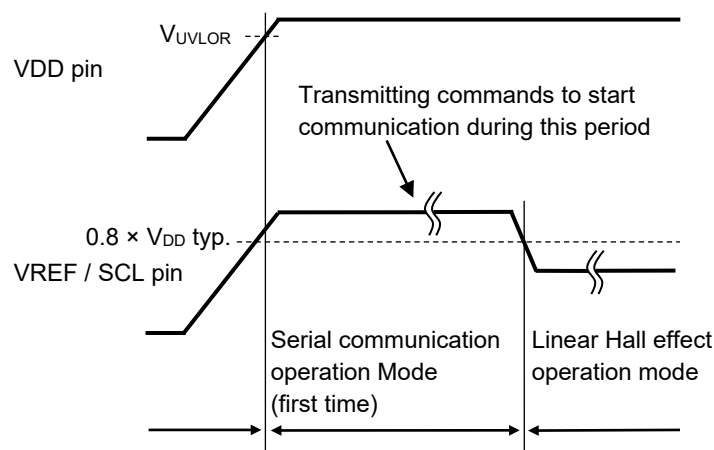 VUVLOR
VDD pin
Transmitting commands to start
communication during this period
0.8 × VDD typ.
VREF / SCL pin
Serial communication
operation Mode
(first time)
Linear Hall effect
operation mode